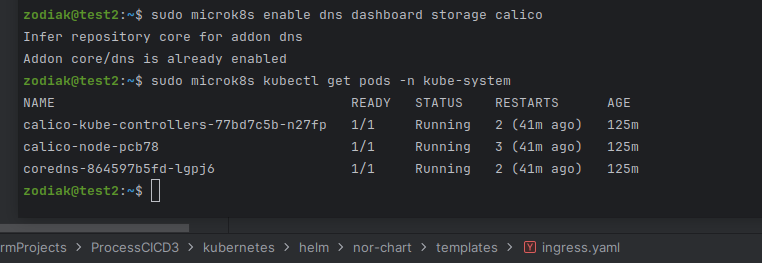 zodiak@test2:~$ sudo microk8s enable dns dashboard storage calico
Infer repository core for addon dns
Addon core/dns is already enabled
zodiak@test2:~$ sudo microk8s kubectl get pods -n kube-system
NAME READY STATUS RESTARTS AGE
calico-kube-controllers-77bd7c5b-n27fp 1/1 Running 2 (41m ago) 125m
calico-node-pcb78 1/1 Running 3 (41m ago) 125m
coredns-864597b5fd-lgpj6 1/1 Running 2 (41m ago) 125m
zodiak@test2:~$
rmProjects > ProcessCICD3 > kubernetes > helm > nor-chart > templates > Y ingress.yaml